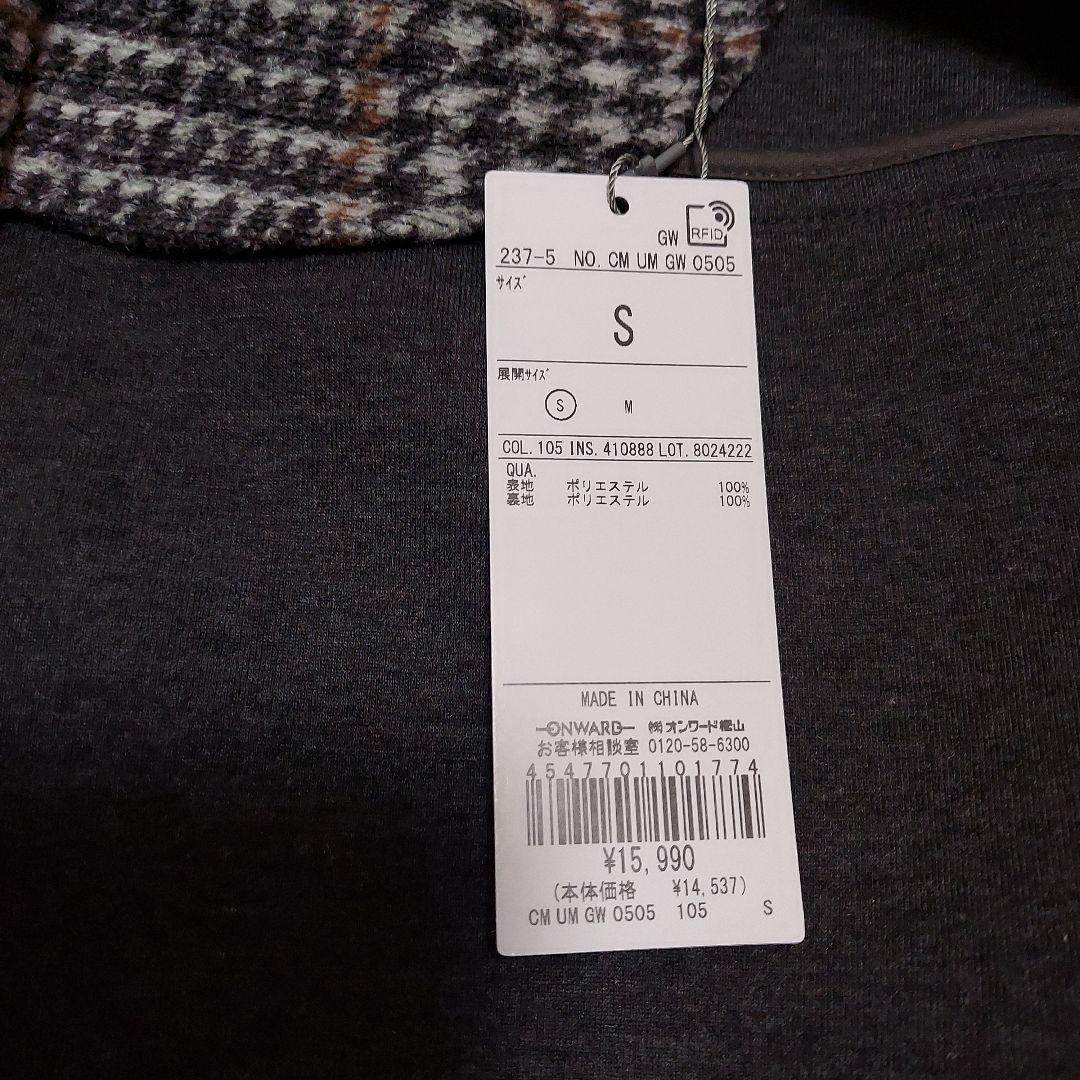 GW RFID
237-5 NO. CM UM GW 0505
サイズ
S
展開サイズ
S M
COL. 105 INS. 410888 LOT. 8024222
QUA.
表地 ポリエステル 100%
裏地 ポリエステル 100%
MADE IN CHINA
ONWARD ㈱オンワード樫山
お客様相談室 0120-58-6300
4547701101774
¥15,990
(本体価格 ¥14,537)
CM UM GW 0505 105 S